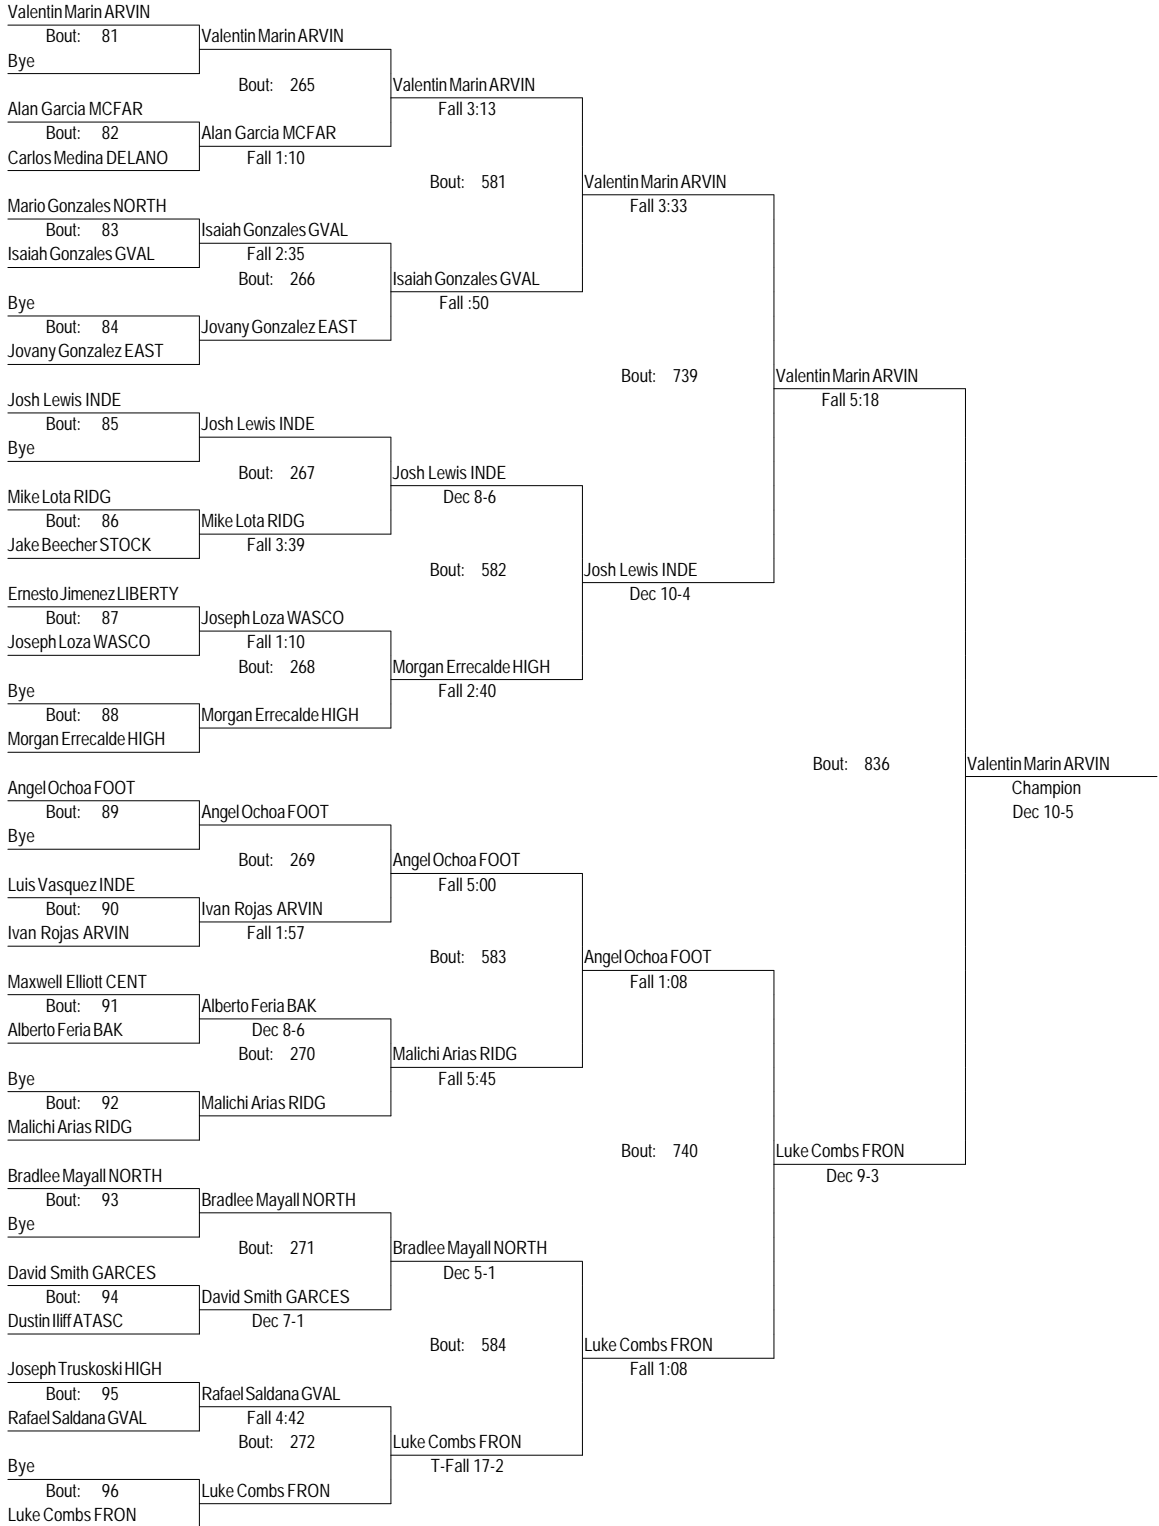 Valentin Marin ARVIN
Bout: 81
Valentin Marin ARVIN
Bye
Bout: 265
Valentin Marin ARVIN
Alan Garcia MCFAR
Fall 3:13
Bout: 82
Alan Garcia MCFAR
Carlos Medina DELANO
Fall 1:10
Bout: 581
Valentin Marin ARVIN
Mario Gonzales NORTH
Fall 3:33
Bout: 83
Isaiah Gonzales GVAL
Isaiah Gonzales GVAL
Fall 2:35
Bout: 266
Isaiah Gonzales GVAL
Bye
Fall :50
Bout: 84
Jovany Gonzalez EAST
Jovany Gonzalez EAST
Bout: 739
Valentin Marin ARVIN
Josh Lewis INDE
Fall 5:18
Bout: 85
Josh Lewis INDE
Bye
Bout: 267
Josh Lewis INDE
Mike Lota RIDG
Dec 8-6
Bout: 86
Mike Lota RIDG
Jake Beecher STOCK
Fall 3:39
Bout: 582
Josh Lewis INDE
Ernesto Jimenez LIBERTY
Dec 10-4
Bout: 87
Joseph Loza WASCO
Joseph Loza WASCO
Fall 1:10
Bout: 268
Morgan Errecalde HIGH
Bye
Fall 2:40
Bout: 88
Morgan Errecalde HIGH
Morgan Errecalde HIGH
Bout: 836
Valentin Marin ARVIN
Angel Ochoa FOOT
Champion
Bout: 89
Angel Ochoa FOOT
Dec 10-5
Bye
Bout: 269
Angel Ochoa FOOT
Luis Vasquez INDE
Fall 5:00
Bout: 90
Ivan Rojas ARVIN
Ivan Rojas ARVIN
Fall 1:57
Bout: 583
Angel Ochoa FOOT
Maxwell Elliott CENT
Fall 1:08
Bout: 91
Alberto Feria BAK
Alberto Feria BAK
Dec 8-6
Bout: 270
Malichi Arias RIDG
Bye
Fall 5:45
Bout: 92
Malichi Arias RIDG
Malichi Arias RIDG
Bout: 740
Luke Combs FRON
Bradlee Mayall NORTH
Dec 9-3
Bout: 93
Bradlee Mayall NORTH
Bye
Bout: 271
Bradlee Mayall NORTH
David Smith GARCES
Dec 5-1
Bout: 94
David Smith GARCES
Dustin Iliff ATASC
Dec 7-1
Bout: 584
Luke Combs FRON
Joseph Truskoski HIGH
Fall 1:08
Bout: 95
Rafael Saldana GVAL
Rafael Saldana GVAL
Fall 4:42
Bout: 272
Luke Combs FRON
Bye
T-Fall 17-2
Bout: 96
Luke Combs FRON
Luke Combs FRON